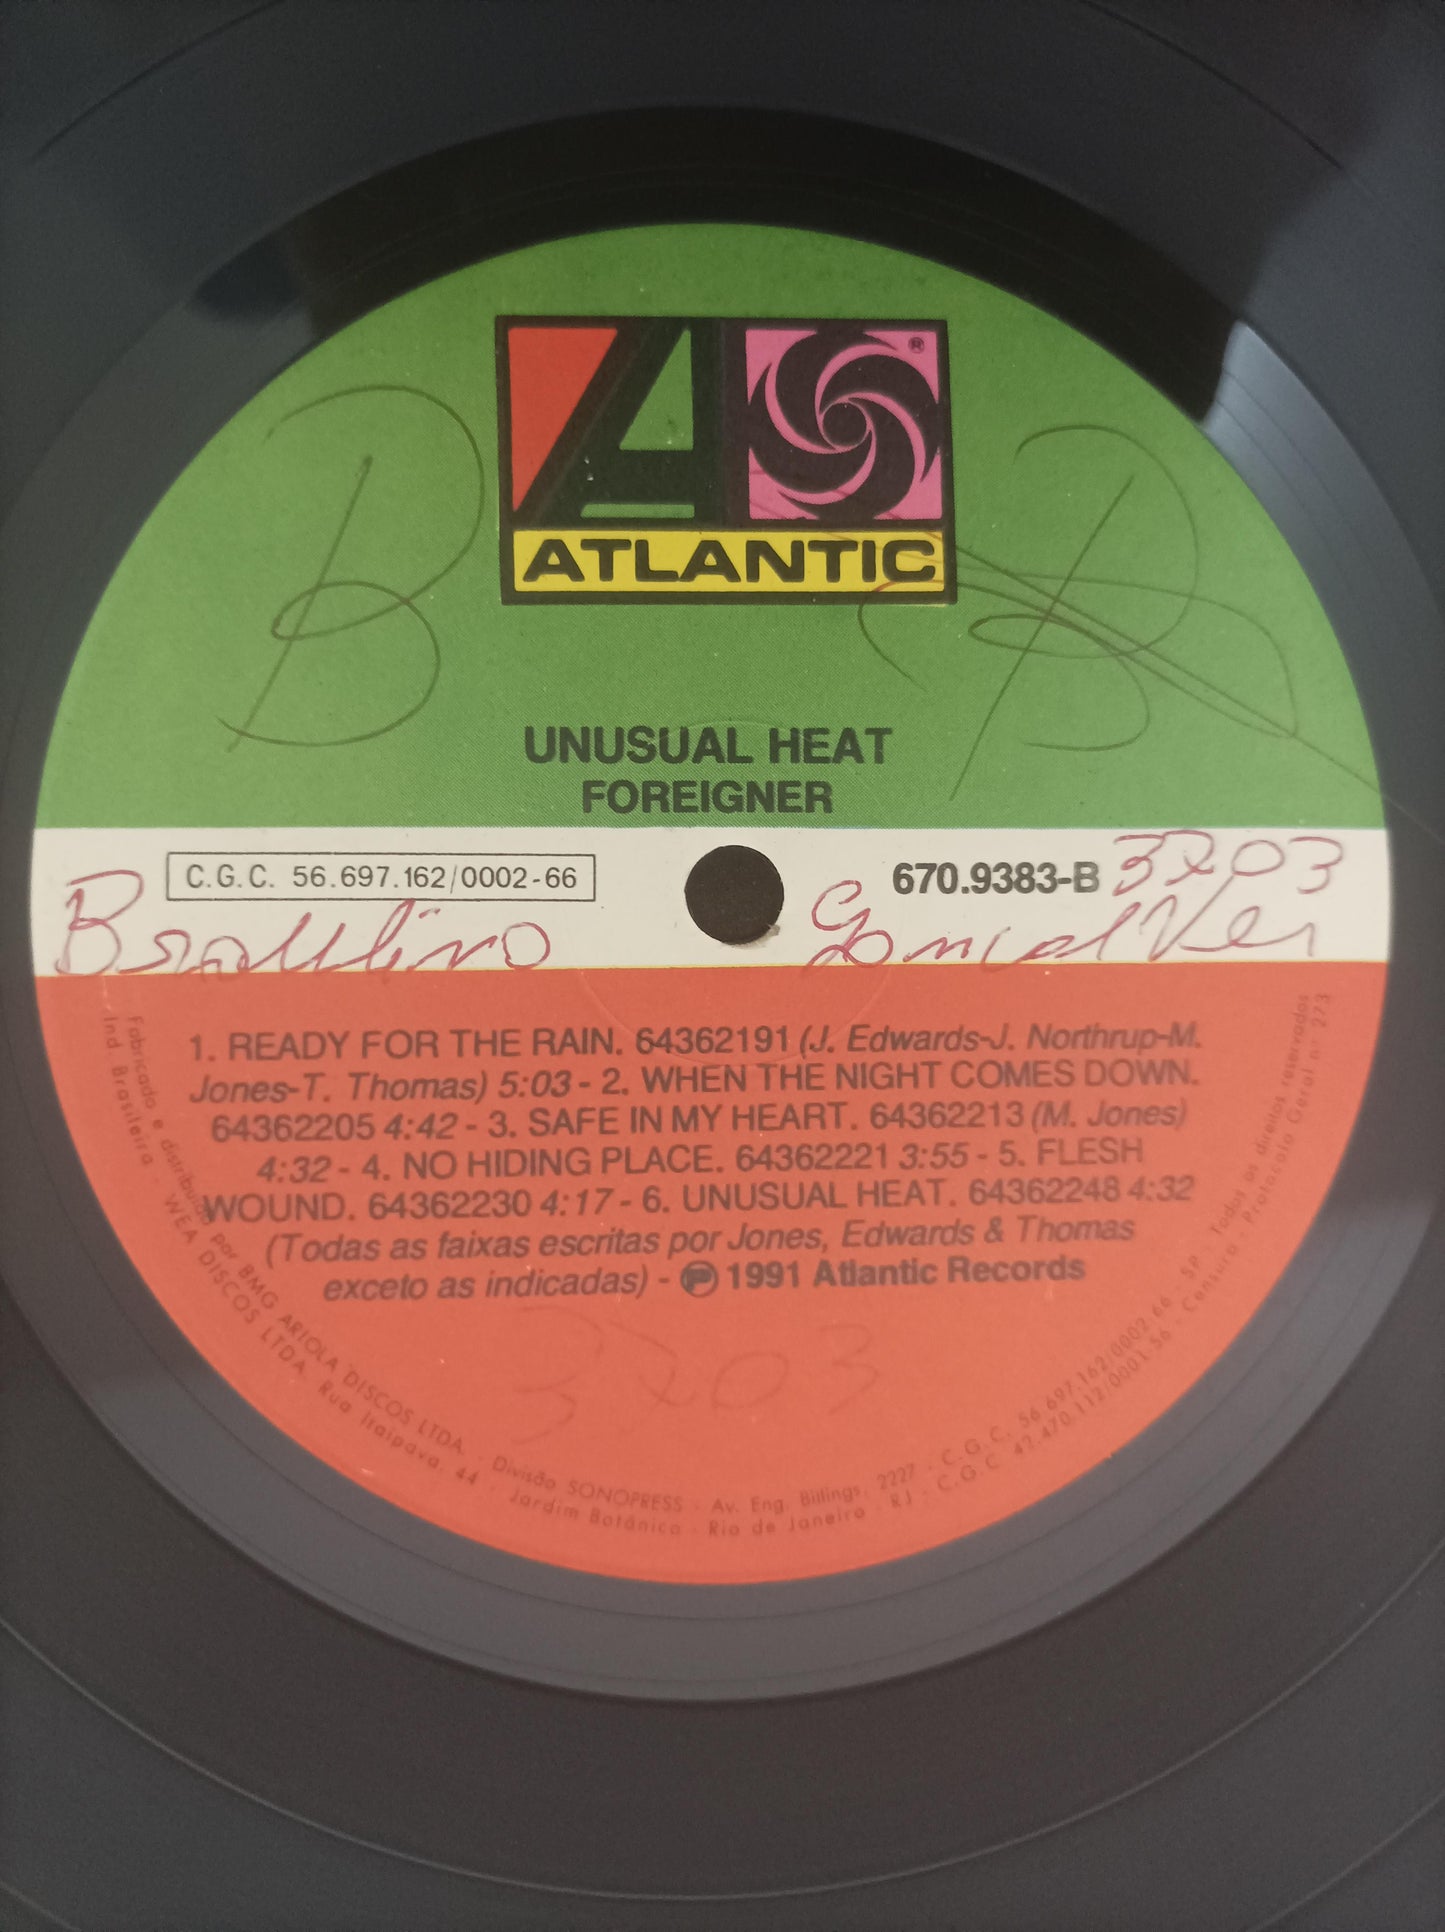 B
B
®
ATLANTIC
UNUSUAL HEAT
FOREIGNER
C.G.C. 56.697.162/0002-66
670.9383-B 3703
Gonçalves
1. READY FOR THE RAIN. 64362191 (J. Edwards-J. Northrup-M.
Jones-T. Thomas) 5:03 - 2. WHEN THE NIGHT COMES DOWN.
64362205 4:42 - 3. SAFE IN MY HEART. 64362213 (M. Jones)
4:32 - 4. NO HIDING PLACE. 64362221 3:55 - 5. FLESH
WOUND. 64362230 4:17 - 6. UNUSUAL HEAT. 64362248 4:32
(Todas as faixas escritas por Jones, Edwards & Thomas
exceto as indicadas) - ℗ 1991 Atlantic Records
3703
Fabricado e distribuído por BMG ARIOLA DISCOS LTDA. - Divisão SONOPRESS - Av. Eng. Billings, 2227 - C.G.C. 56.697.162/0002.66 - SP - Todos os direitos reservados
Ind. Brasileira - WEA DISCOS LTDA. Rua Itaipava, 44 - Jardim Botânico - Rio de Janeiro - RJ - C.G.C. 42.470.112/0001.56 - Censura - Protocolo Geral nº 273